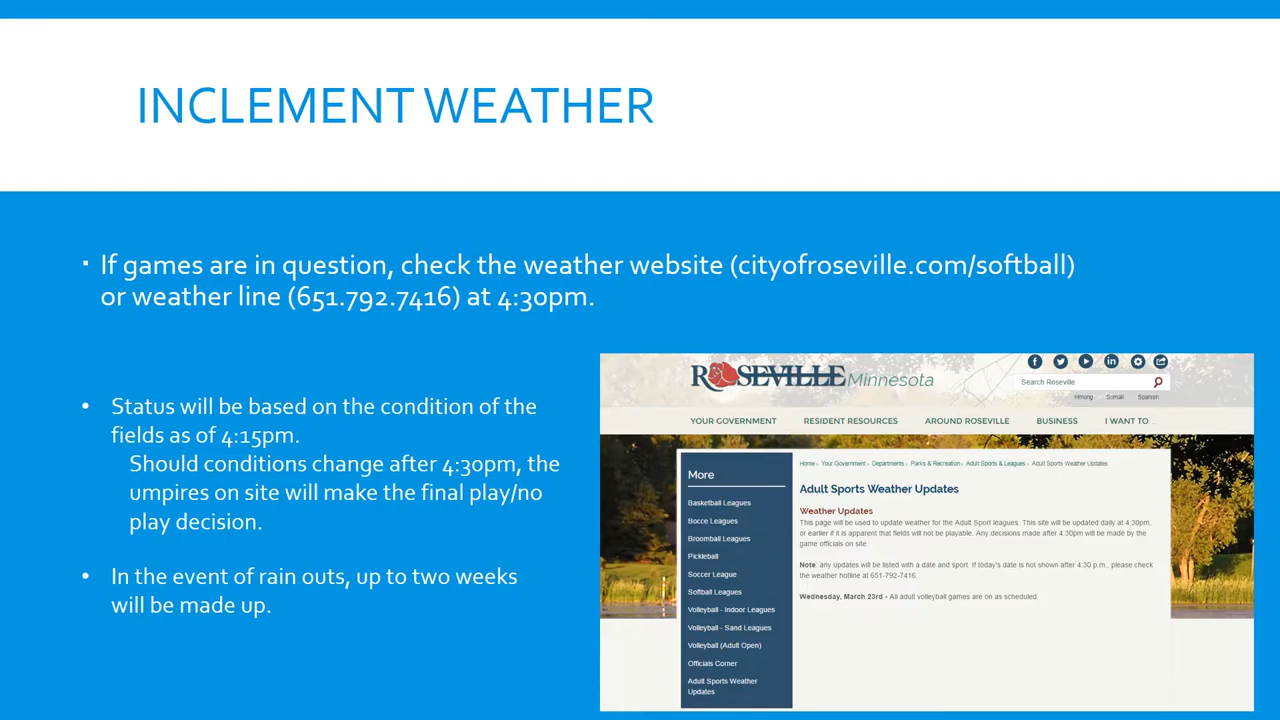 INCLEMENT WEATHER
▪ If games are in question, check the weather website (cityofroseville.com/softball)
or weather line (651.792.7416) at 4:30pm.
• Status will be based on the condition of the
fields as of 4:15pm.
Should conditions change after 4:30pm, the
umpires on site will make the final play/no
play decision.
• In the event of rain outs, up to two weeks
will be made up.
ROSEVILLE Minnesota
Search Roseville
Hmong Somali Spanish
YOUR GOVERNMENT RESIDENT RESOURCES AROUND ROSEVILLE BUSINESS I WANT TO...
More
Basketball Leagues
Bocce Leagues
Broomball Leagues
Pickleball
Soccer League
Softball Leagues
Volleyball - Indoor Leagues
Volleyball - Sand Leagues
Volleyball (Adult Open)
Officials Corner
Adult Sports Weather
Updates
Home › Your Government › Departments › Parks & Recreation › Adult Sports & Leagues › Adult Sports Weather Updates
Adult Sports Weather Updates
Weather Updates
This page will be used to update weather for the Adult Sport leagues. This site will be updated daily at 4:30pm,
or earlier if it is apparent that fields will not be playable. Any decisions made after 4:30pm will be made by the
game officials on site.
Note: any updates will be listed with a date and sport. If today's date is not shown after 4:30 p.m., please check
the weather hotline at 651-792-7416.
Wednesday, March 23rd - All adult volleyball games are on as scheduled